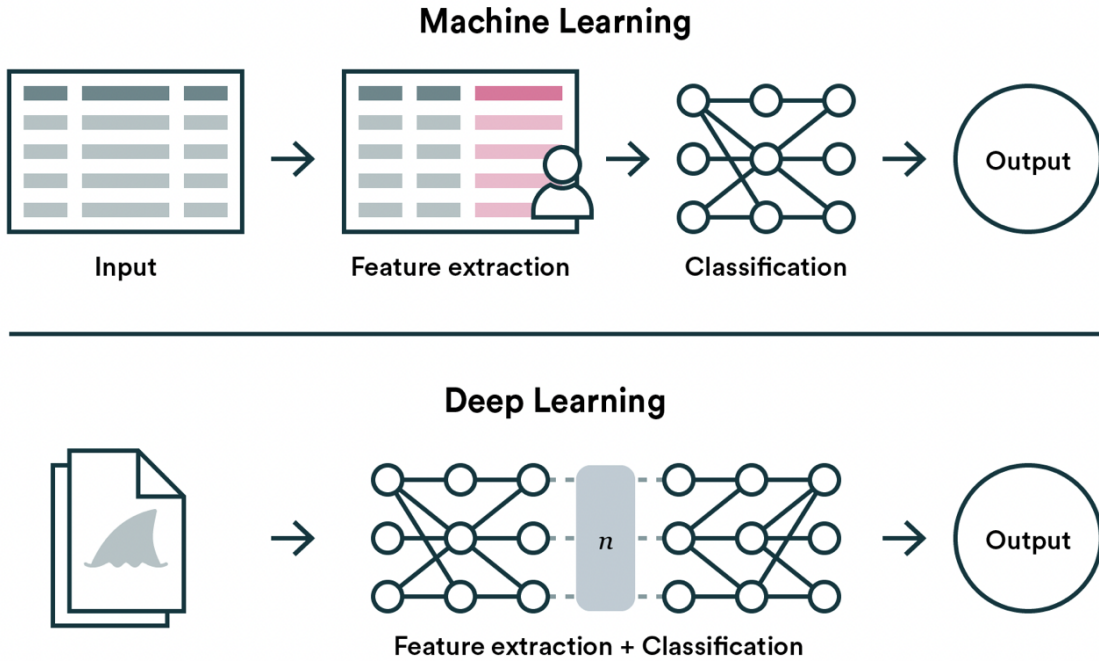 Machine Learning
Input
Feature extraction
Classification
Output
Deep Learning
n
Feature extraction + Classification
Output